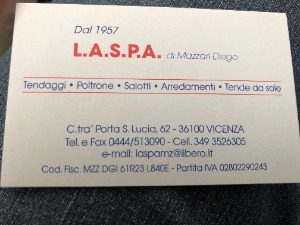 Dal 1957
L.A.S.P.A. di Mazzari Diego
Tendaggi • Poltrone • Salotti • Arredamenti • Tende da sole
C.tra' Porta S. Lucia, 62 - 36100 VICENZA
Tel. e Fax 0444/513090 - Cell. 349 3526305
e-mail: laspamz@libero.it
Cod. Fisc. MZZ DGI 61R23 L840E - Partita IVA 02802290243